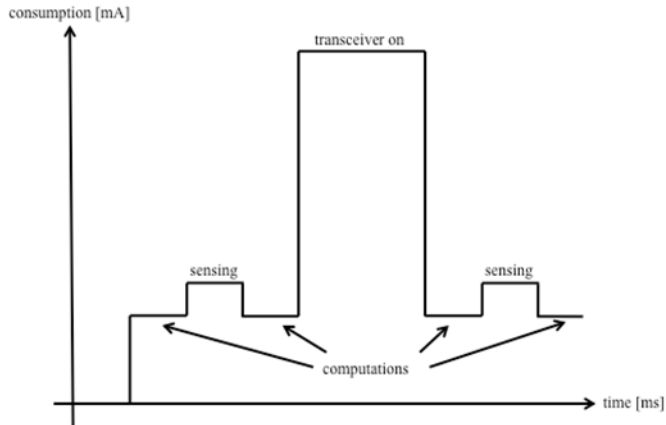 consumption [mA]
transceiver on
sensing
sensing
computations
time [ms]